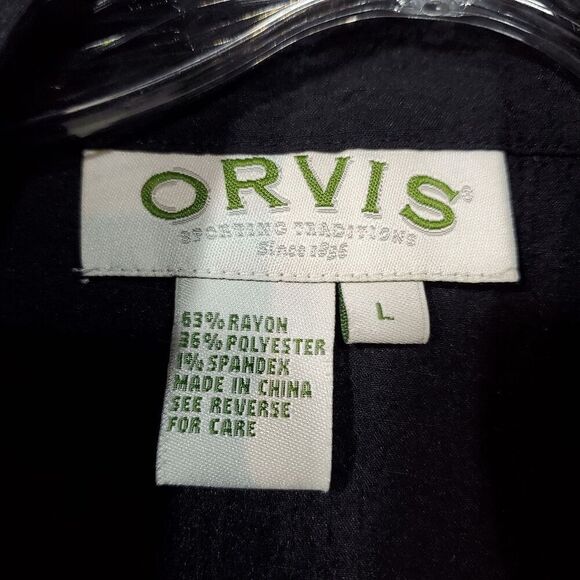 ORVIS®
SPORTING TRADITIONS
Since 1856
L
63% RAYON
36% POLYESTER
1% SPANDEX
MADE IN CHINA
SEE REVERSE
FOR CARE